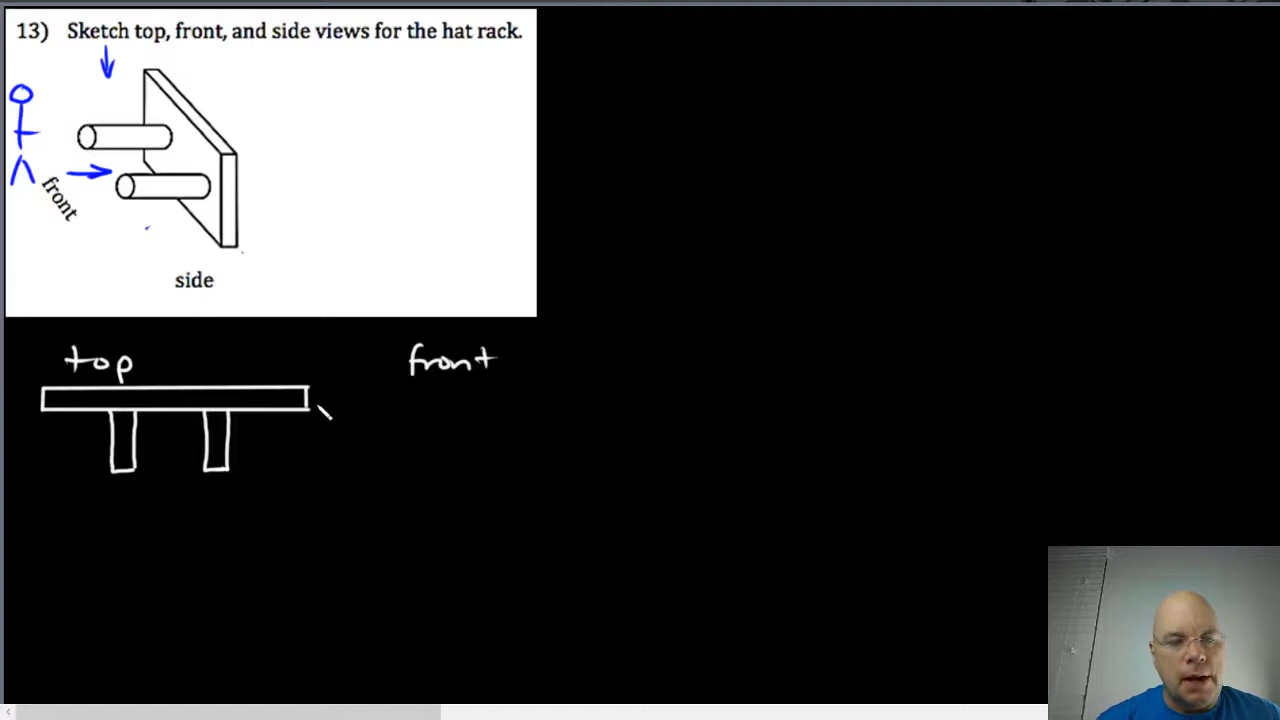 13) Sketch top, front, and side views for the hat rack.
front
side
top
front